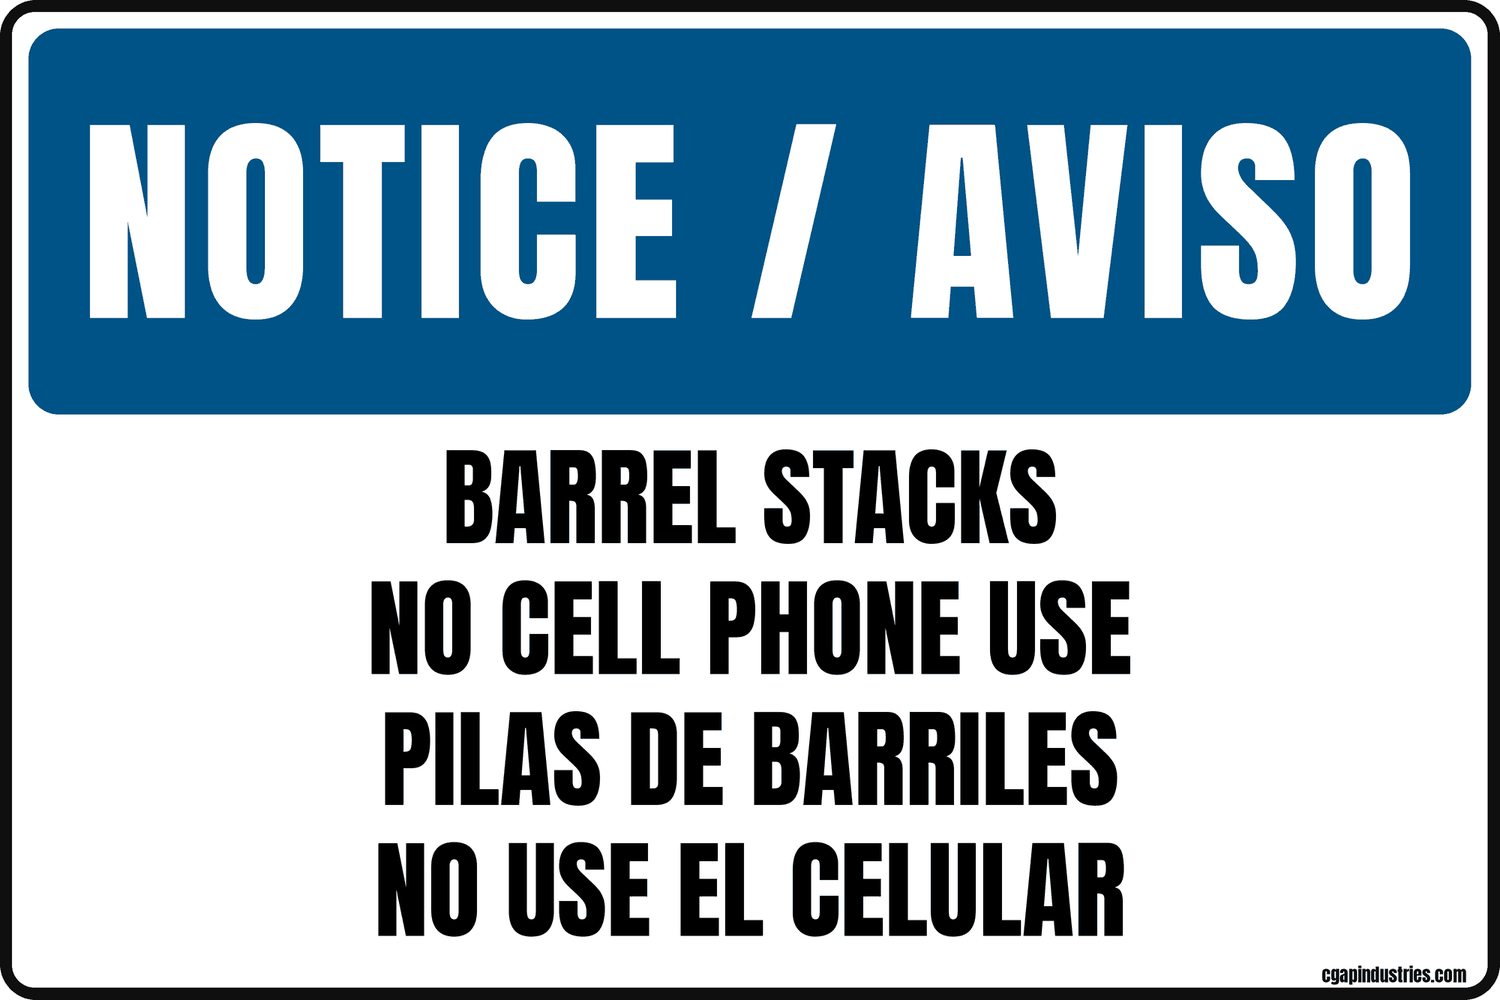 NOTICE / AVISO
BARREL STACKS
NO CELL PHONE USE
PILAS DE BARRILES
NO USE EL CELULAR
cgapindustries.com